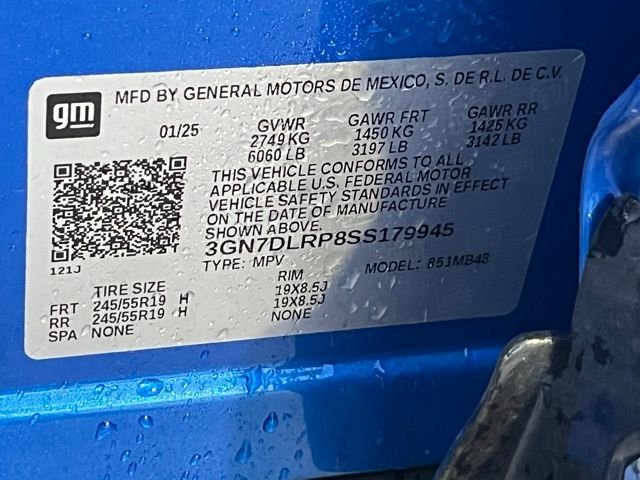 gm
MFD BY GENERAL MOTORS DE MEXICO, S. DE R.L. DE C.V.
01/25 GVWR GAWR FRT GAWR RR
2749 KG 1450 KG 1425 KG
6060 LB 3197 LB 3142 LB
THIS VEHICLE CONFORMS TO ALL
APPLICABLE U.S. FEDERAL MOTOR
VEHICLE SAFETY STANDARDS IN EFFECT
ON THE DATE OF MANUFACTURE
SHOWN ABOVE.
3GN7DLRP8SS179945
121J
TYPE: MPV MODEL: 851MB48
TIRE SIZE RIM
FRT 245/55R19 H 19X8.5J
RR 245/55R19 H 19X8.5J
SPA NONE NONE